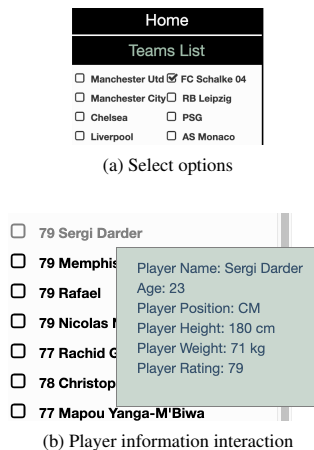 Home
Teams List
Manchester Utd FC Schalke 04
Manchester City RB Leipzig
Chelsea PSG
Liverpool AS Monaco
(a) Select options
79 Sergi Darder
79 Memphis
79 Rafael
79 Nicolas
77 Rachid
78 Christop
77 Mapou Yanga-M'Biwa
Player Name: Sergi Darder
Age: 23
Player Position: CM
Player Height: 180 cm
Player Weight: 71 kg
Player Rating: 79
(b) Player information interaction